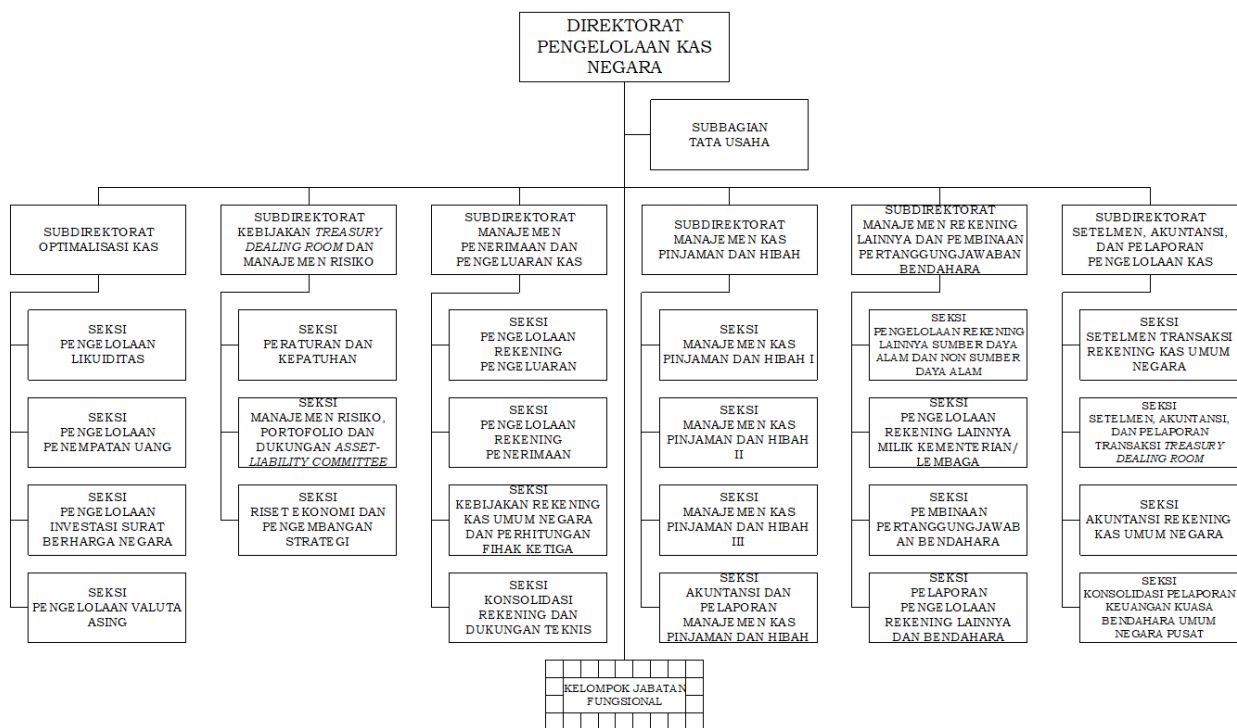 DIREKTORAT
PENGELOLAAN KAS
NEGARA
SUBBAGIAN
TATA USAHA
SUBDIREKTORAT
OPTIMALISASI KAS
SUBDIREKTORAT
KEBIJAKAN TREASURY
DEALING ROOM DAN
MANAJEMEN RISIKO
SUBDIREKTORAT
MANAJEMEN
PENERIMAAN DAN
PENGELUARAN KAS
SUBDIREKTORAT
MANAJEMEN KAS
PINJAMAN DAN HIBAH
SUBDIREKTORAT
MANAJEMEN REKENING
LAINNYA DAN PEMBINAAN
PERTANGGUNGJAWABAN
BENDAHARA
SUBDIREKTORAT
SETELMEN, AKUNTANSI,
DAN PELAPORAN
PENGELOLAAN KAS
SEKSI
PENGELOLAAN
LIKUIDITAS
SEKSI
PERATURAN DAN
KEPATUHAN
SEKSI
PENGELOLAAN
REKENING
PENGELUARAN
SEKSI
MANAJEMEN KAS
PINJAMAN DAN HIBAH I
SEKSI
PENGELOLAAN REKENING
LAINNYA SUMBER DAYA
ALAM DAN NON SUMBER
DAYA ALAM
SEKSI
SETELMEN TRANSAKSI
REKENING KAS UMUM
NEGARA
SEKSI
PENGELOLAAN
PENEMPATAN UANG
SEKSI
MANAJEMEN RISIKO,
PORTOFOLIO DAN
DUKUNGAN ASSET-
LIABILITY COMMITTEE
SEKSI
PENGELOLAAN
REKENING
PENERIMAAN
SEKSI
MANAJEMEN KAS
PINJAMAN DAN HIBAH
II
SEKSI
PENGELOLAAN
REKENING LAINNYA
MILIK KEMENTERIAN/
LEMBAGA
SEKSI
SETELMEN, AKUNTANSI,
DAN PELAPORAN
TRANSAKSI TREASURY
DEALING ROOM
SEKSI
PENGELOLAAN
INVESTASI SURAT
BERHARGA NEGARA
SEKSI
RISET EKONOMI DAN
PENGEMBANGAN
STRATEGI
SEKSI
KEBIJAKAN REKENING
KAS UMUM NEGARA
DAN PERHITUNGAN
FIHAK KETIGA
SEKSI
MANAJEMEN KAS
PINJAMAN DAN HIBAH
III
SEKSI
PEMBINAAN
PERTANGGUNGJAWAB
AN BENDAHARA
SEKSI
AKUNTANSI REKENING
KAS UMUM NEGARA
SEKSI
PENGELOLAAN VALUTA
ASING
SEKSI
KONSOLIDASI
REKENING DAN
DUKUNGAN TEKNIS
SEKSI
AKUNTANSI DAN
PELAPORAN
MANAJEMEN KAS
PINJAMAN DAN HIBAH
SEKSI
PELAPORAN
PENGELOLAAN
REKENING LAINNYA
DAN BENDAHARA
SEKSI
KONSOLIDASI PELAPORAN
KEUANGAN KUASA
BENDAHARA UMUM
NEGARA PUSAT
KELOMPOK JABATAN
FUNGSIONAL